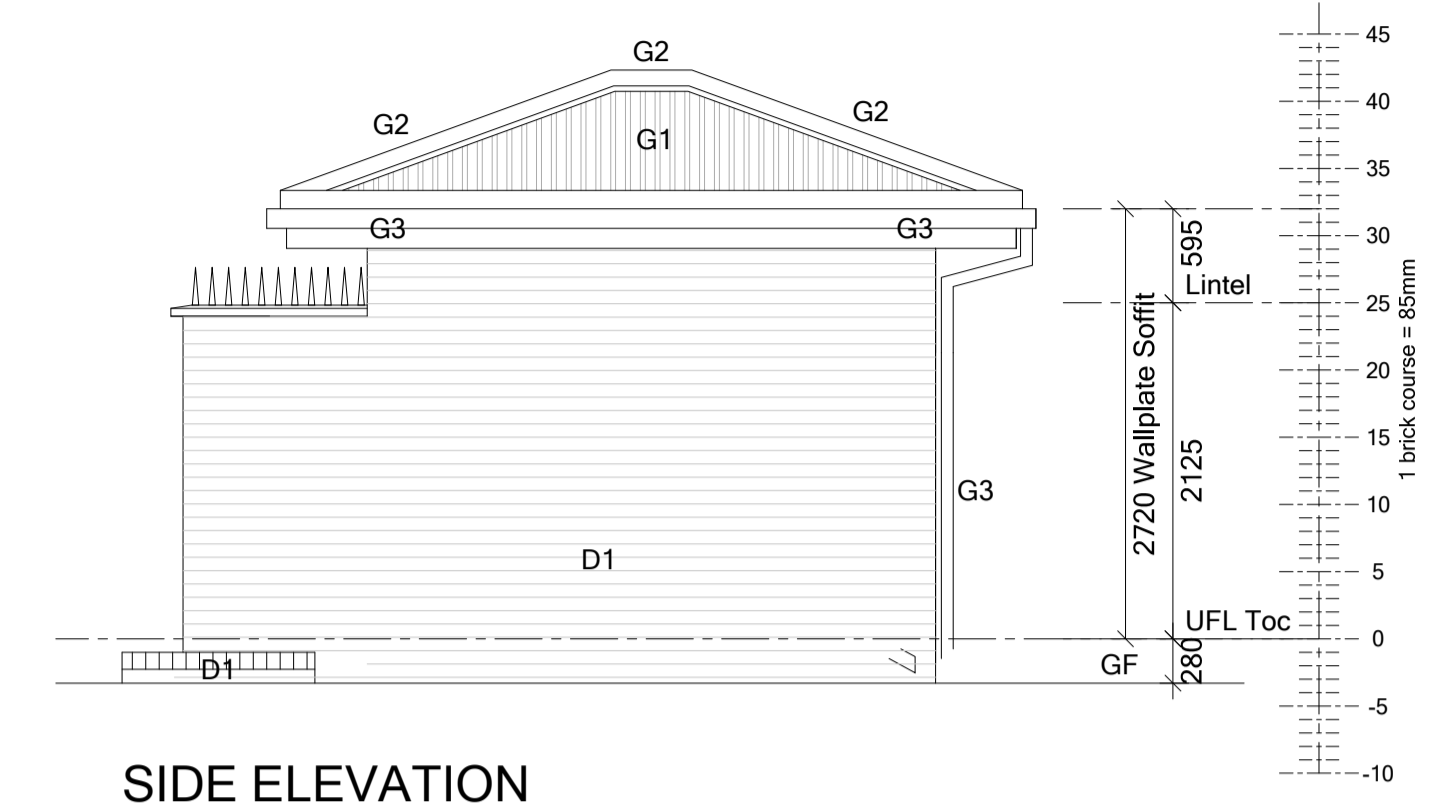 G2
45
G2
G2
40
G1
35
G3
G3
595
30
Lintel
25
2720 Wallplate Soffit
1 brick course = 85mm
20
2125
15
G3
10
D1
5
UFL Toc
0
D1
GF
280
-5
-10
SIDE ELEVATION